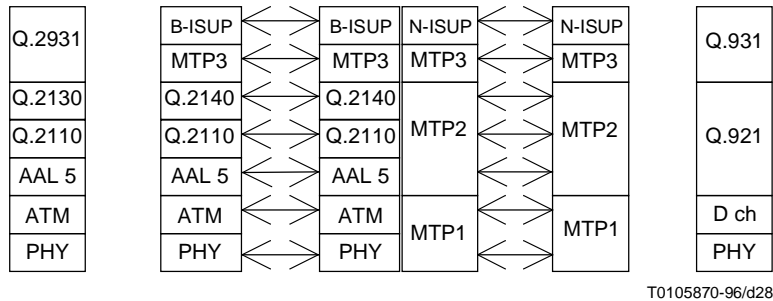 Q.2931
Q.2130
Q.2110
AAL 5
ATM
PHY
B-ISUP
MTP3
Q.2140
Q.2110
AAL 5
ATM
PHY
B-ISUP
MTP3
Q.2140
Q.2110
AAL 5
ATM
PHY
N-ISUP
MTP3
MTP2
MTP1
N-ISUP
MTP3
MTP2
MTP1
Q.931
Q.921
D ch
PHY
T0105870-96/d28